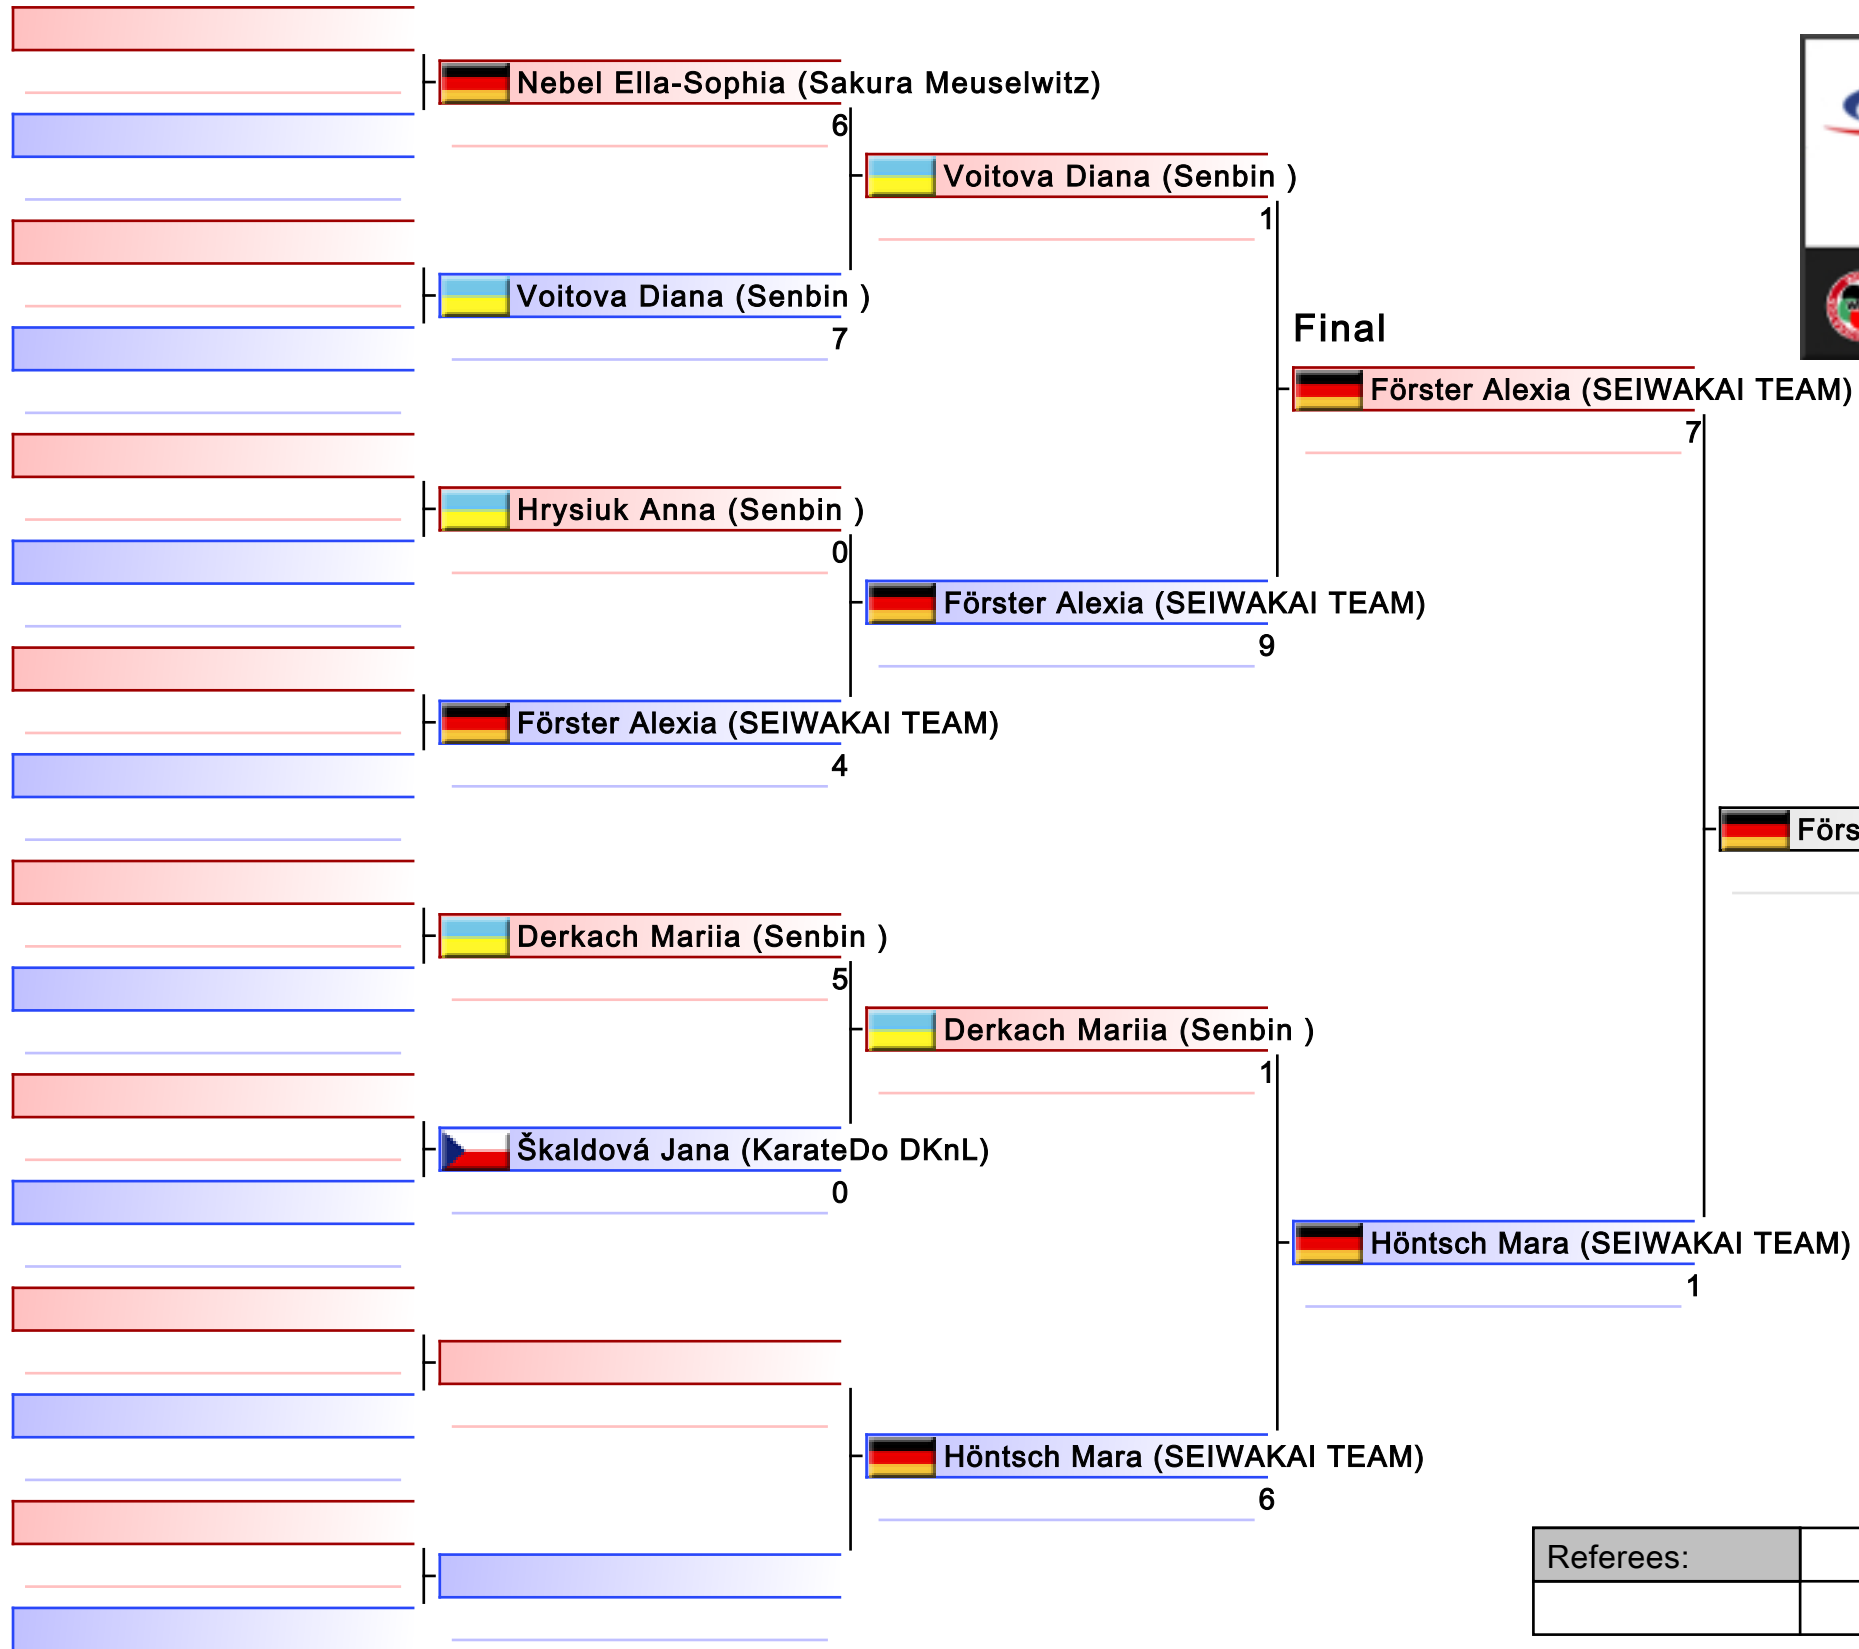 Nebel Ella-Sophia (Sakura Meuselwitz)
6
Voitova Diana (Senbin )
1
Voitova Diana (Senbin )
7
Final
Förster Alexia (SEIWAKAI TEAM)
7
Hrysiuk Anna (Senbin )
0
Förster Alexia (SEIWAKAI TEAM)
9
Förster Alexia (SEIWAKAI TEAM)
4
Förs
Derkach Mariia (Senbin )
5
Derkach Mariia (Senbin )
1
Škaldová Jana (KarateDo DKnL)
0
Höntsch Mara (SEIWAKAI TEAM)
1
Höntsch Mara (SEIWAKAI TEAM)
6
Referees: